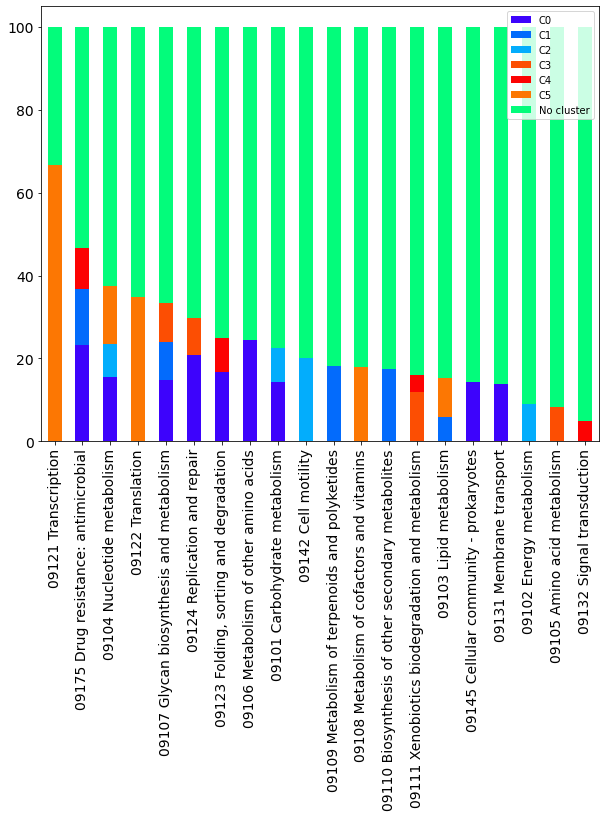 100
80
60
40
20
0
C0
C1
C2
C3
C4
C5
No cluster
09121 Transcription
09175 Drug resistance: antimicrobial
09104 Nucleotide metabolism
09122 Translation
09107 Glycan biosynthesis and metabolism
09124 Replication and repair
09123 Folding, sorting and degradation
09106 Metabolism of other amino acids
09101 Carbohydrate metabolism
09142 Cell motility
09109 Metabolism of terpenoids and polyketides
09108 Metabolism of cofactors and vitamins
09110 Biosynthesis of other secondary metabolites
09111 Xenobiotics biodegradation and metabolism
09103 Lipid metabolism
09145 Cellular community - prokaryotes
09131 Membrane transport
09102 Energy metabolism
09105 Amino acid metabolism
09132 Signal transduction